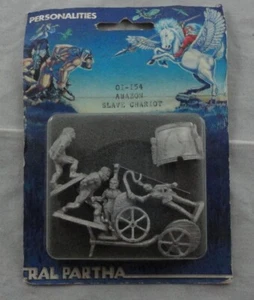 PERSONALITIES
01-154
AMAZON
SLAVE CHARIOT
RAL PARTHA